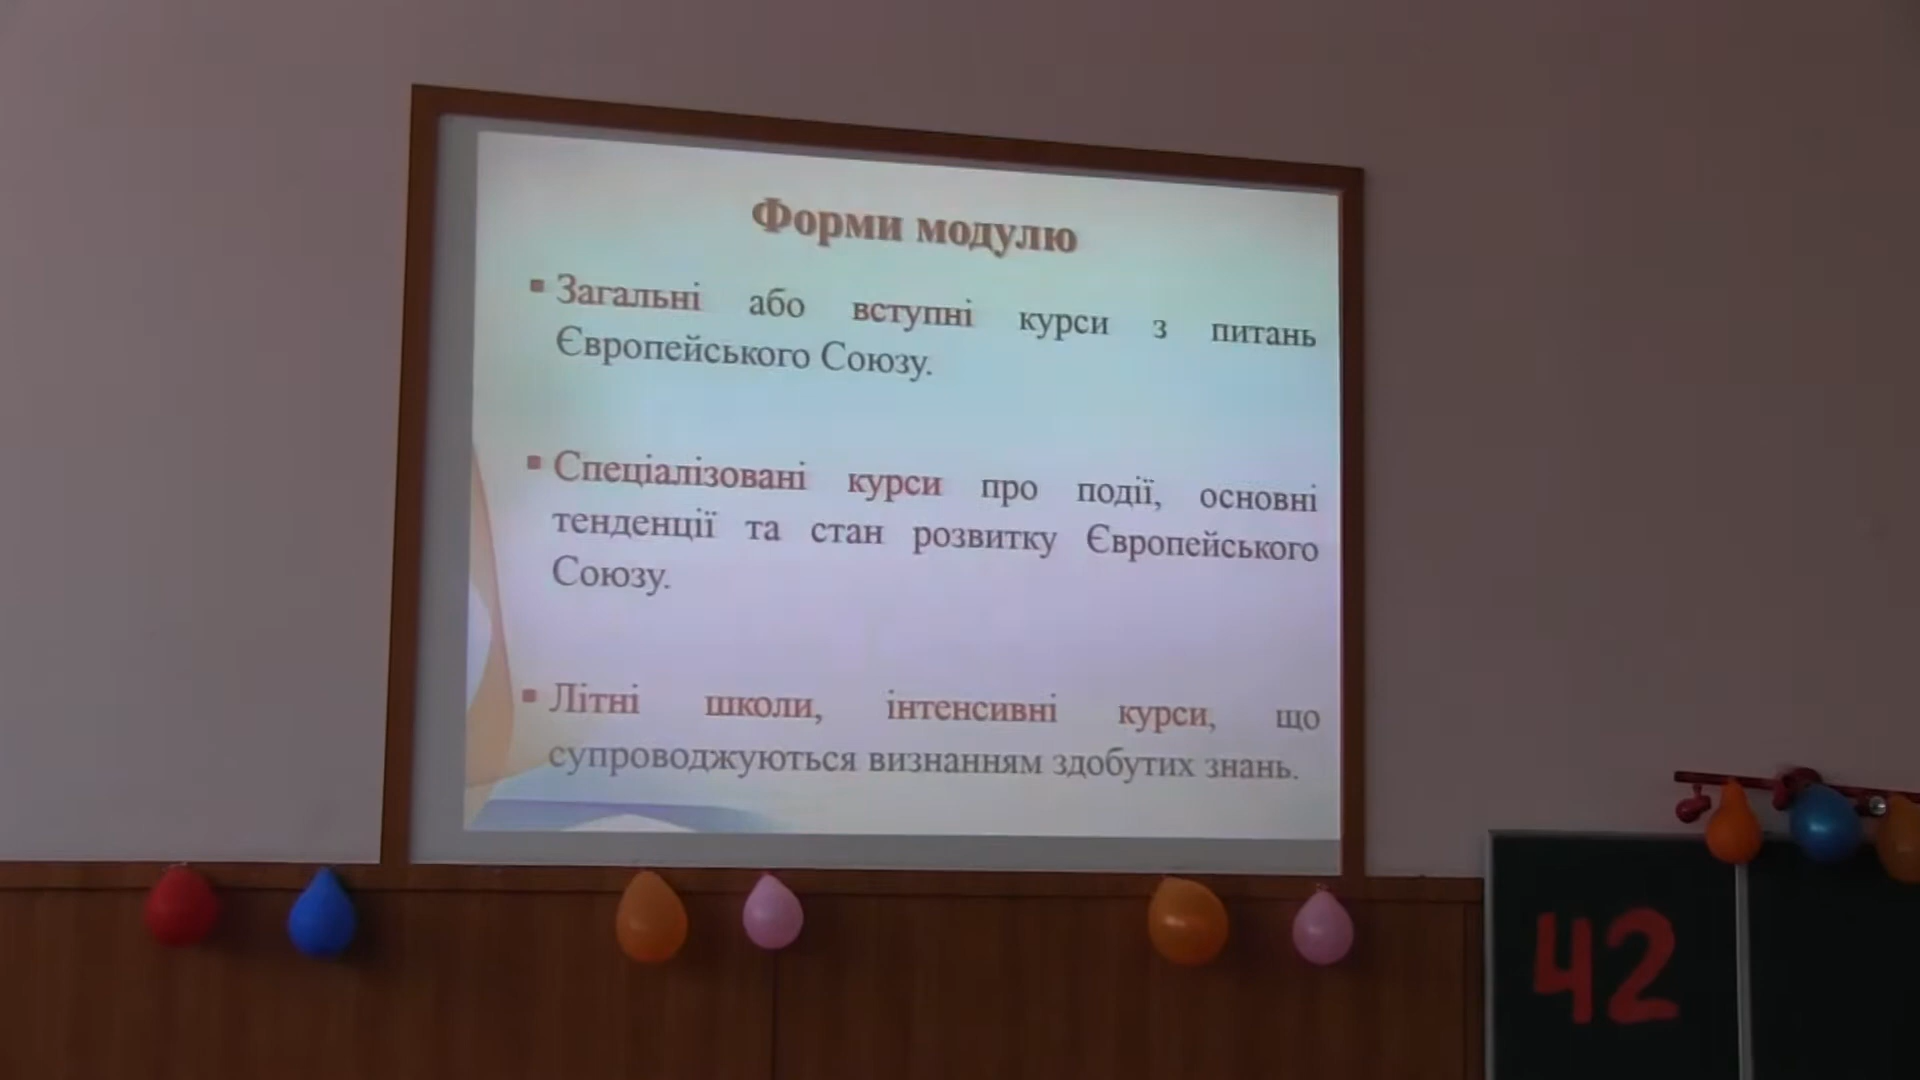 Форми модулю
▪ Загальні або вступні курси з питань
Європейського Союзу.
▪ Спеціалізовані курси про події, основні
тенденції та стан розвитку Європейського
Союзу.
▪ Літні школи, інтенсивні курси, що
супроводжуються визнанням здобутих знань.
42